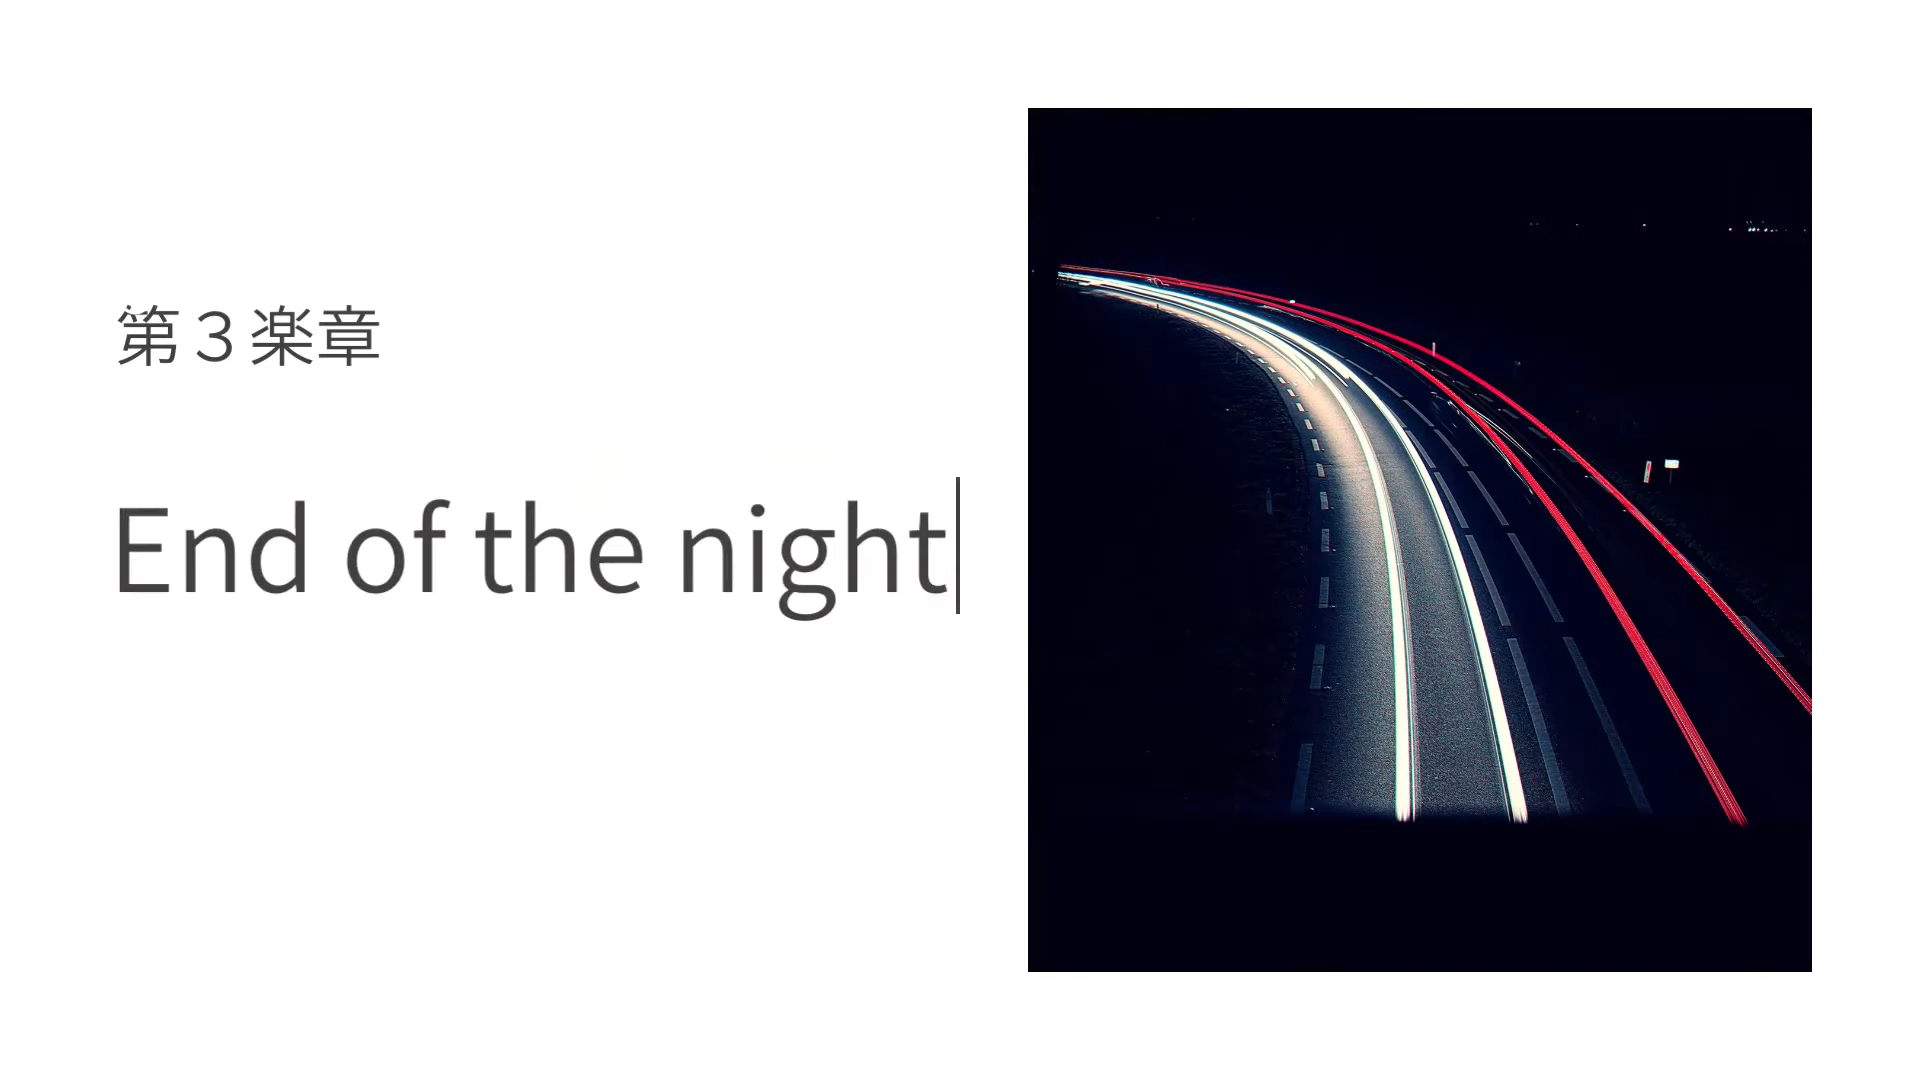 第３楽章
End of the night